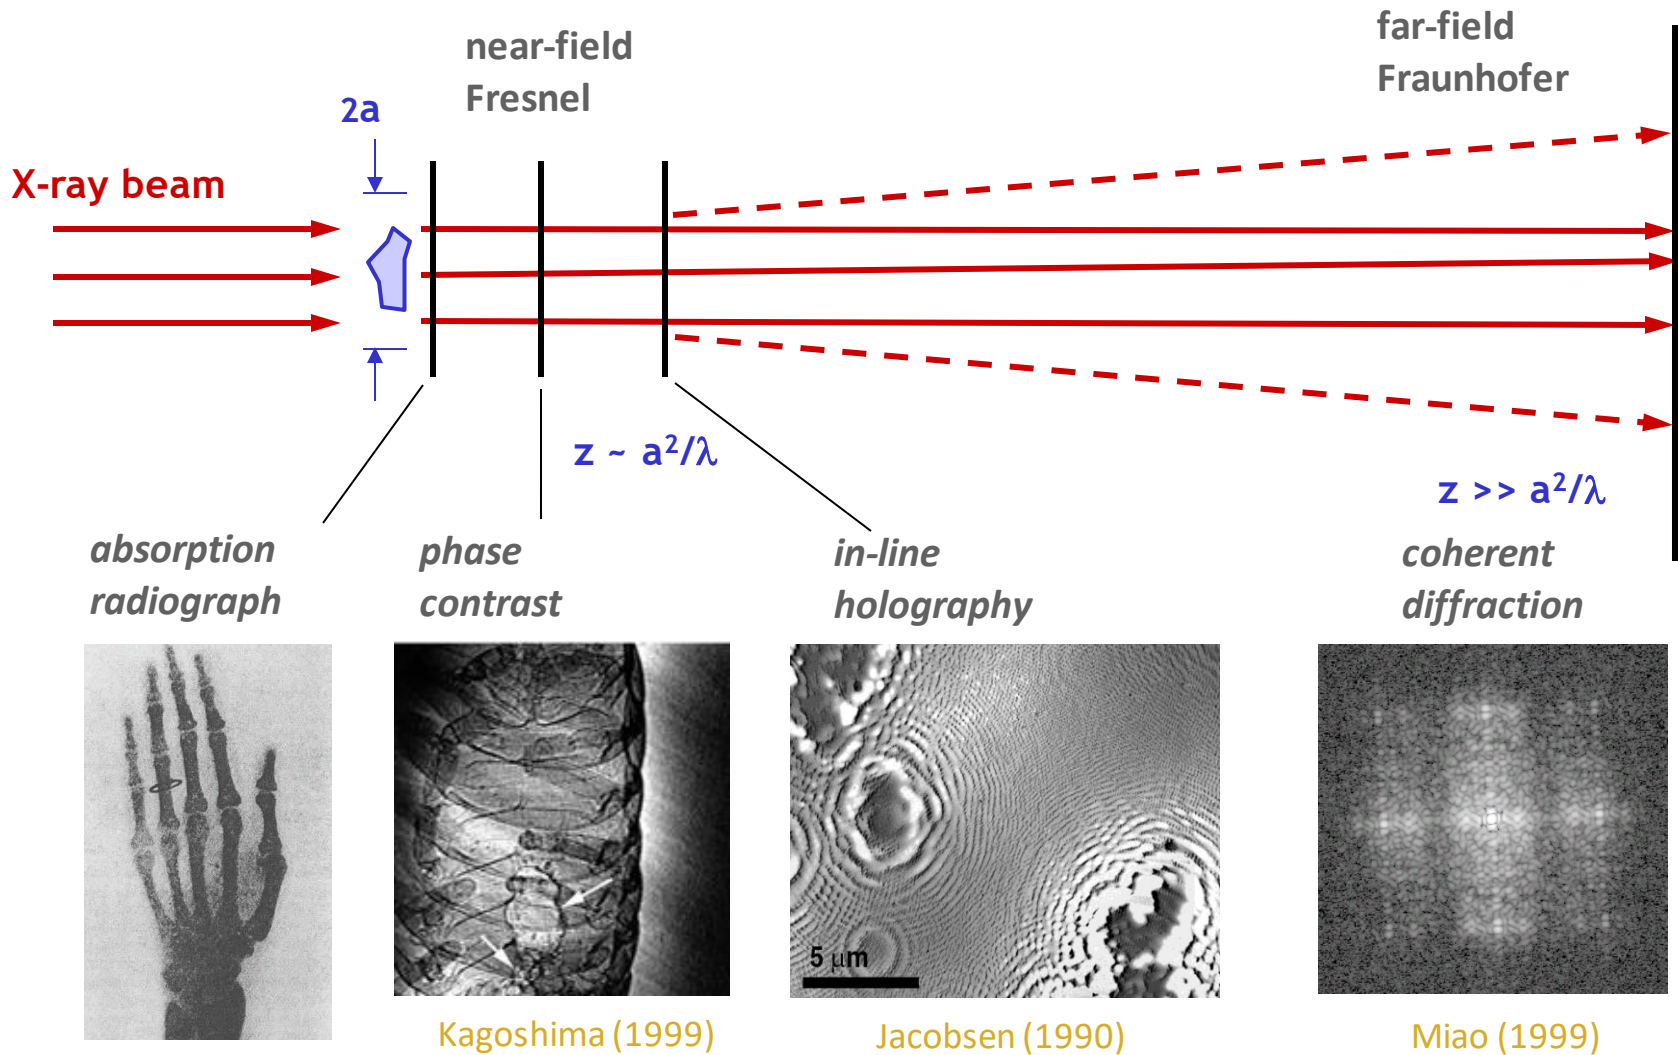 near-field
Fresnel
far-field
Fraunhofer
2a
X-ray beam
z ~ a²/λ
z >> a²/λ
absorption
radiograph
phase
contrast
in-line
holography
coherent
diffraction
5 μm
Kagoshima (1999)
Jacobsen (1990)
Miao (1999)